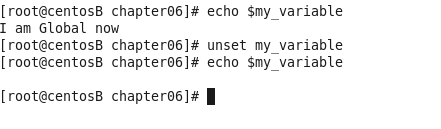 [root@centosB chapter06]# echo $my_variable
I am Global now
[root@centosB chapter06]# unset my_variable
[root@centosB chapter06]# echo $my_variable

[root@centosB chapter06]#